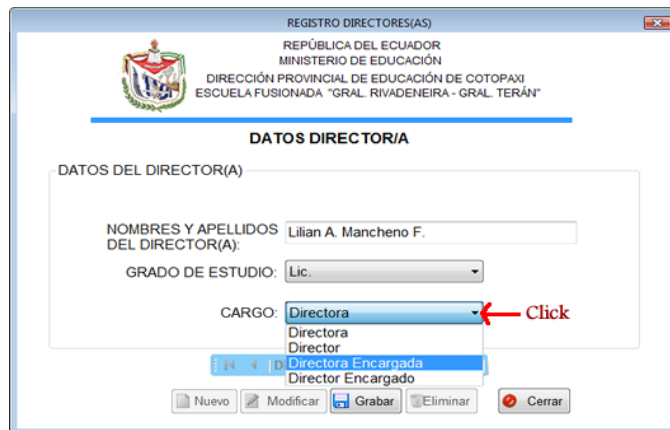 REGISTRO DIRECTORES(AS)
REPÚBLICA DEL ECUADOR
MINISTERIO DE EDUCACIÓN
DIRECCIÓN PROVINCIAL DE EDUCACIÓN DE COTOPAXI
ESCUELA FUSIONADA "GRAL. RIVADENEIRA - GRAL. TERÁN"
DATOS DIRECTOR/A
DATOS DEL DIRECTOR(A)
NOMBRES Y APELLIDOS DEL DIRECTOR(A): Lilian A. Mancheno F.
GRADO DE ESTUDIO: Lic.
CARGO: Directora Click
Directora
Director
Directora Encargada
Director Encargado
Nuevo Modificar Grabar Eliminar Cerrar